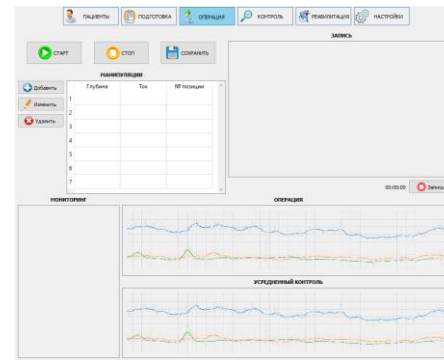 ПАЦИЕНТЫ
ПОДГОТОВКА
ОПЕРАЦИЯ
КОНТРОЛЬ
РЕАБИЛИТАЦИЯ
НАСТРОЙКИ
СТАРТ
СТОП
СОХРАНИТЬ
ЗАПИСЬ
МАНИПУЛЯЦИИ
Добавить
Изменить
Удалить
Глубина Ток № позиции
1
2
3
4
5
6
7
00:00:00 Запись
МОНИТОРИНГ
ОПЕРАЦИЯ
УСРЕДНЕННЫЙ КОНТРОЛЬ